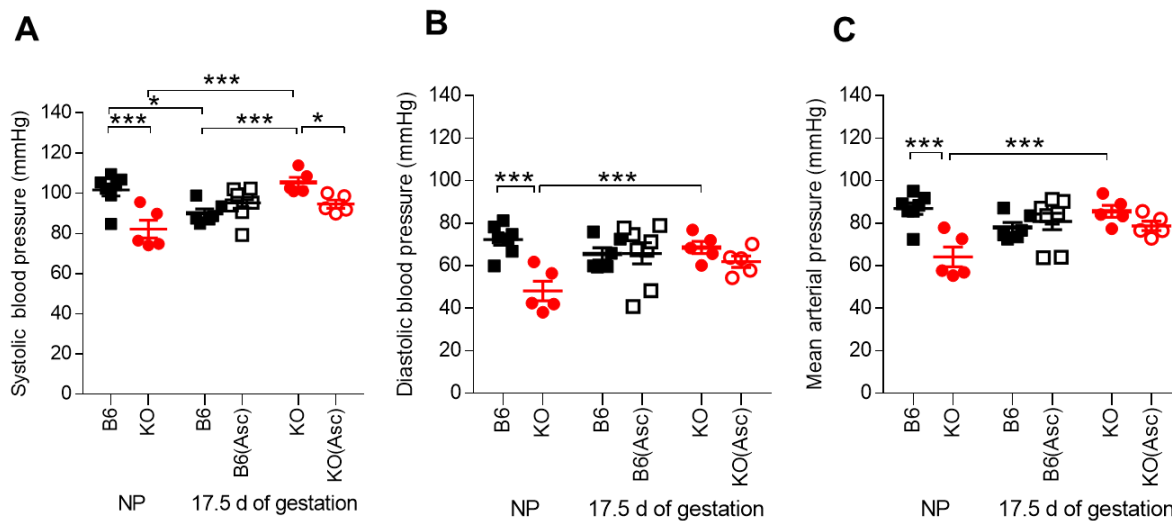 A
Systolic blood pressure (mmHg)
140
120
100
80
60
40
20
0
***
*
***
***
*
B6
KO
B6
B6(Asc)
KO
KO(Asc)
NP
17.5 d of gestation
B
Diastolic blood pressure (mmHg)
140
120
100
80
60
40
20
0
***
***
B6
KO
B6
B6(Asc)
KO
KO(Asc)
NP
17.5 d of gestation
C
Mean arterial pressure (mmHg)
140
120
100
80
60
40
20
0
***
***
B6
KO
B6
B6(Asc)
KO
KO(Asc)
NP
17.5 d of gestation